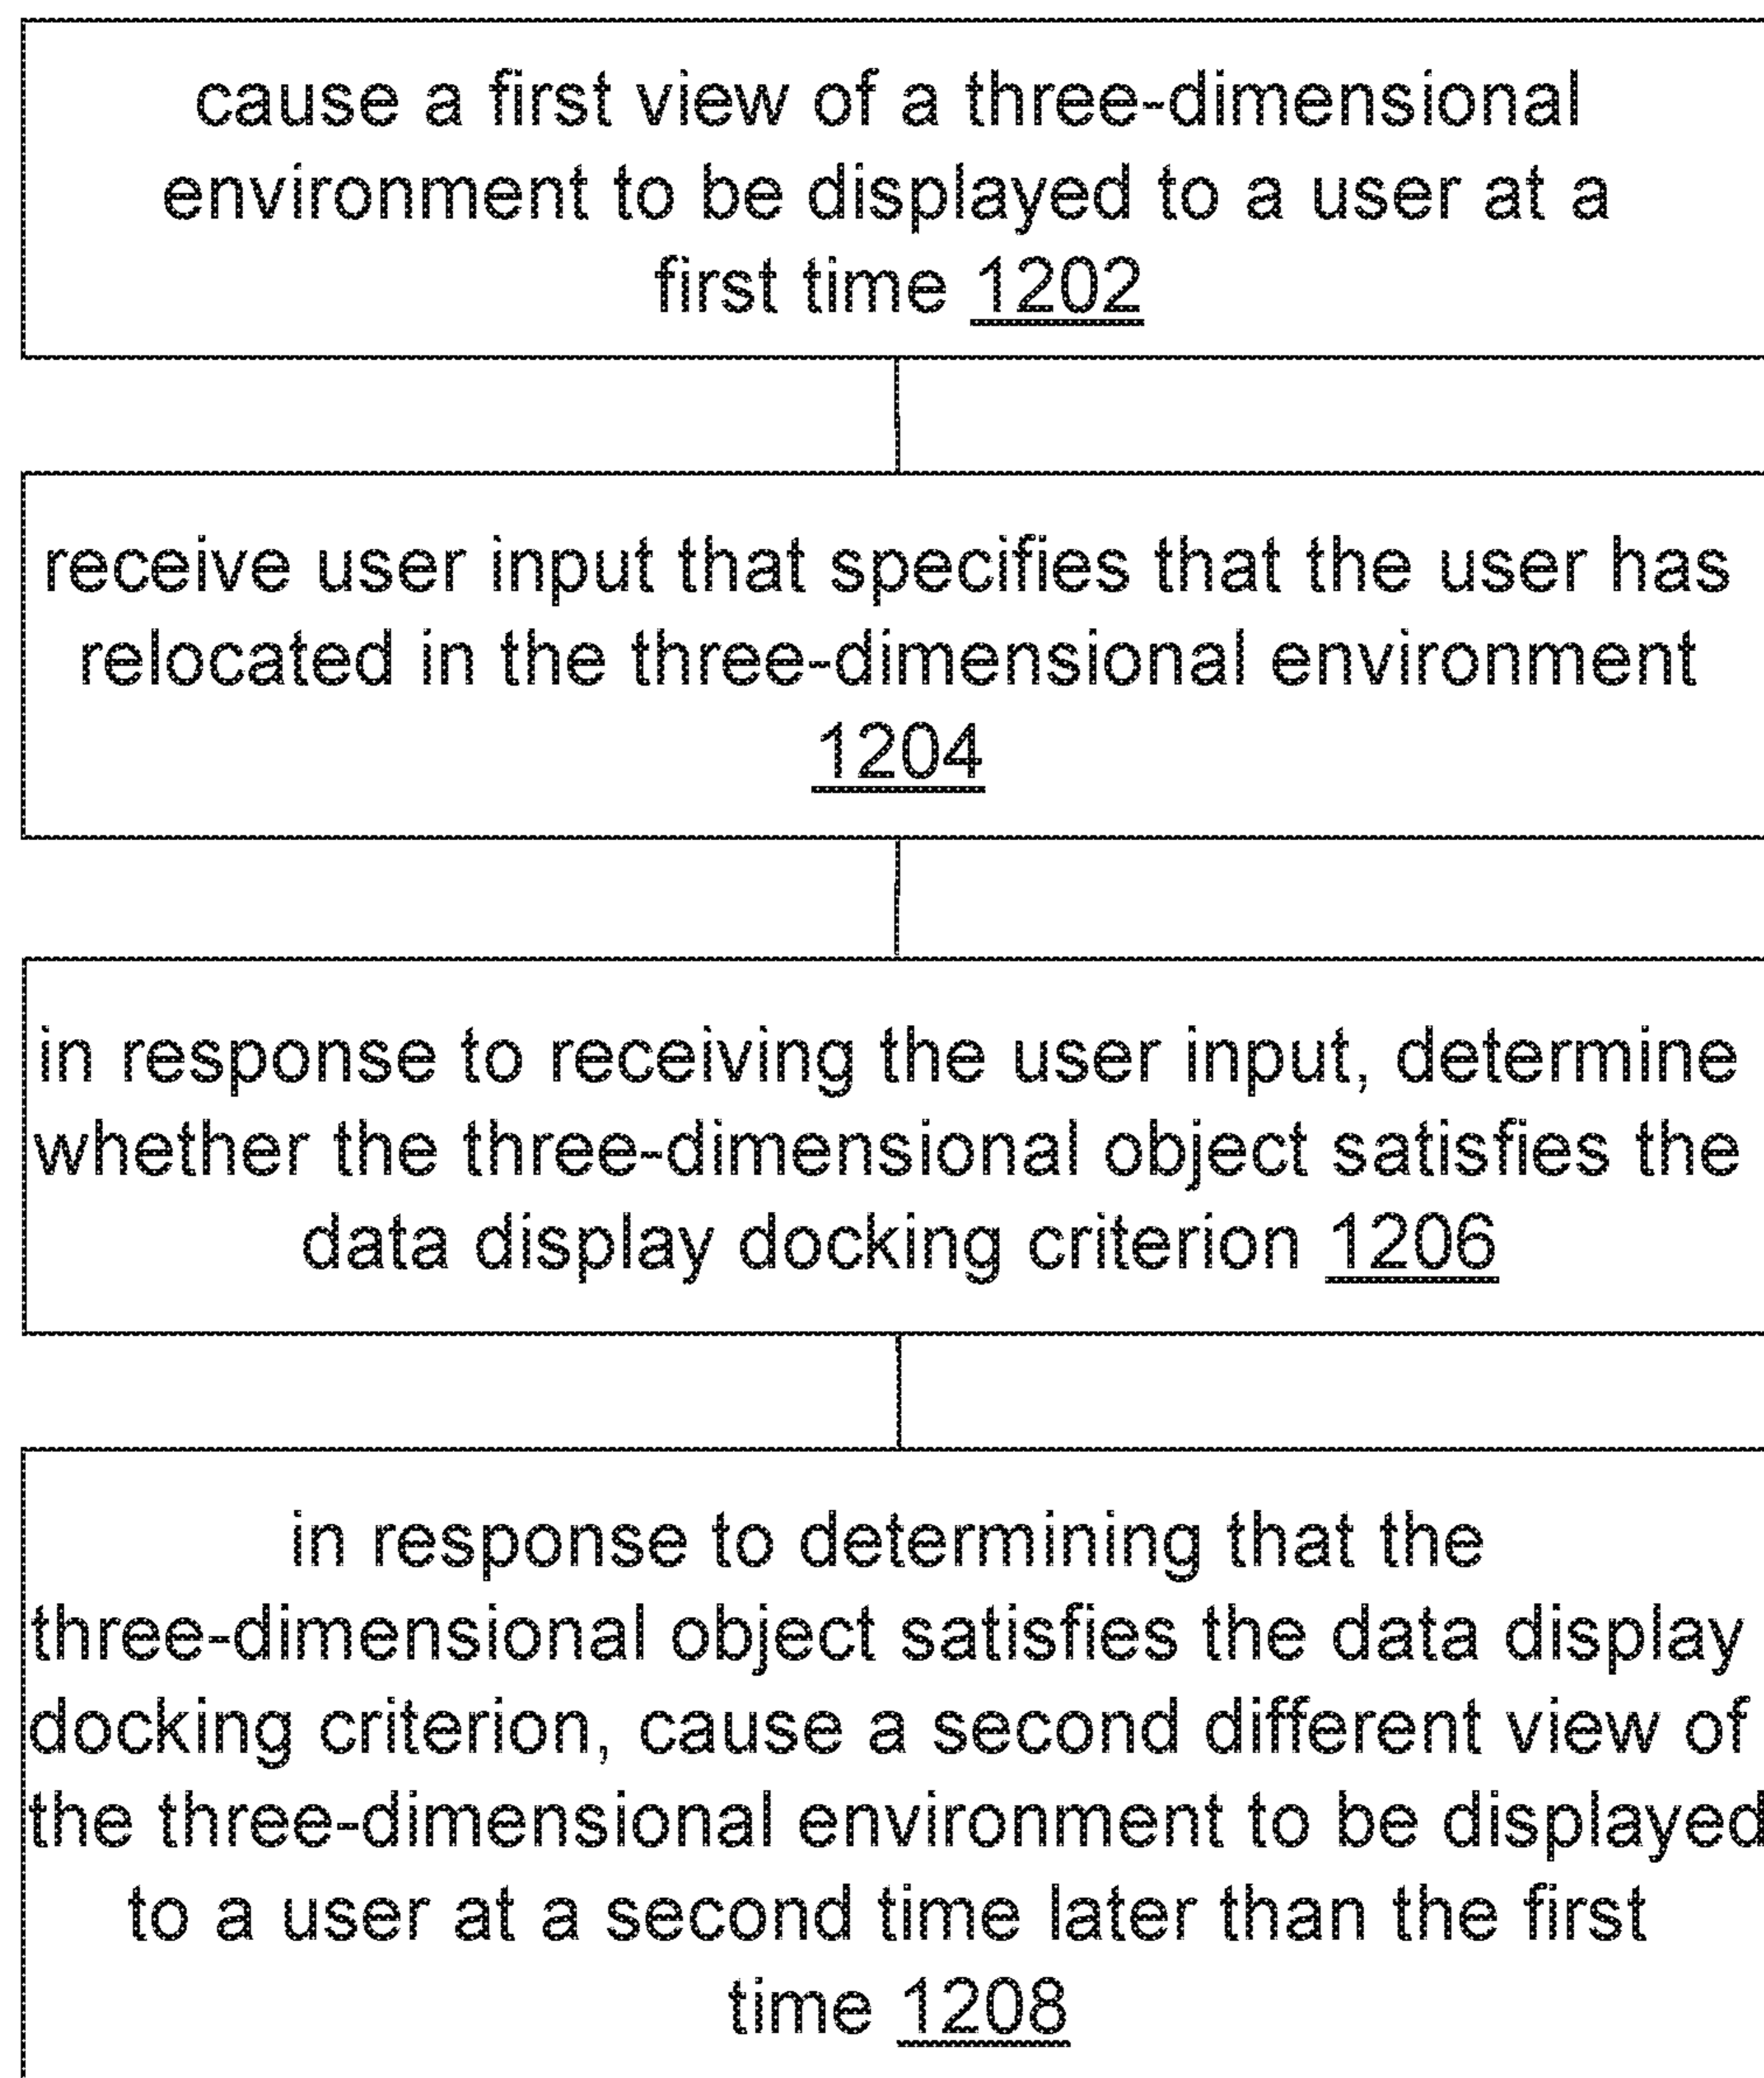 cause a first view of a three-dimensional
environment to be displayed to a user at a
first time 1202
receive user input that specifies that the user has
relocated in the three-dimensional environment
1204
in response to receiving the user input, determine
whether the three-dimensional object satisfies the
data display docking criterion 1206
in response to determining that the
three-dimensional object satisfies the data display
docking criterion, cause a second different view of
the three-dimensional environment to be displayed
to a user at a second time later than the first
time 1208